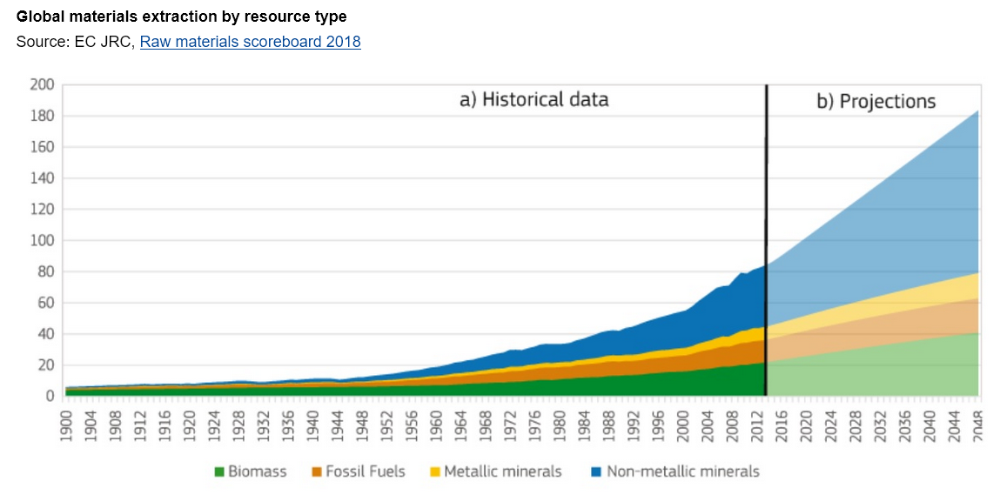 Global materials extraction by resource type
Source: EC JRC, Raw materials scoreboard 2018
a) Historical data
b) Projections
200
180
160
140
120
100
80
60
40
20
0
1900 1904 1908 1912 1916 1920 1924 1928 1932 1936 1940 1944 1948 1952 1956 1960 1964 1968 1972 1976 1980 1984 1988 1992 1996 2000 2004 2008 2012 2016 2020 2024 2028 2032 2036 2040 2044
Biomass Fossil Fuels Metallic minerals Non-metallic minerals